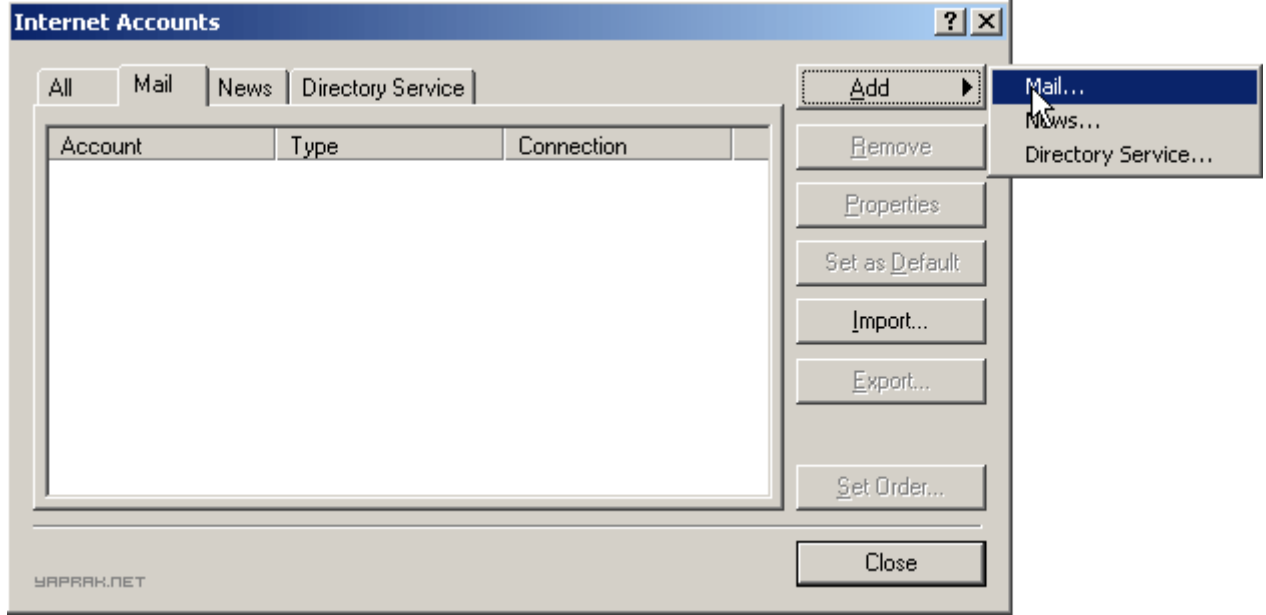 Internet Accounts
All Mail News Directory Service
Account Type Connection
Add
Remove
Properties
Set as Default
Import...
Export...
Set Order...
Close
Mail...
News...
Directory Service...
YAPRAK.NET